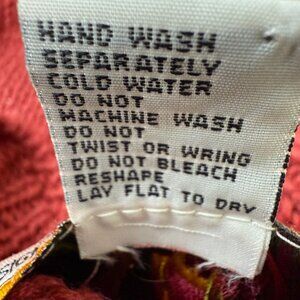 HAND WASH
SEPARATELY
COLD WATER
DO NOT
MACHINE WASH
DO NOT
TWIST OR WRING
DO NOT BLEACH
RESHAPE
LAY FLAT TO DRY